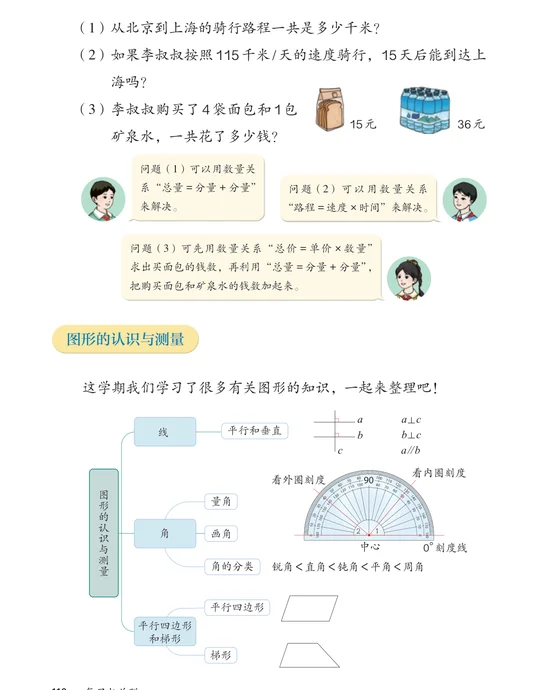 （1）从北京到上海的骑行路程一共是多少千米？
（2）如果李叔叔按照115千米/天的速度骑行，15天后能到达上
海吗？
（3）李叔叔购买了4袋面包和1包
矿泉水，一共花了多少钱？
15元
36元
问题（1）可以用数量关
系“总量=分量+分量”
来解决。
问题（2）可以用数量关系
“路程=速度×时间”来解决。
问题（3）可先用数量关系“总价=单价×数量”
求出买面包的钱数，再利用“总量=分量+分量”，
把购买面包和矿泉水的钱数加起来。
图形的认识与测量
这学期我们学习了很多有关图形的知识，一起来整理吧！
图形的认识与测量
线
平行和垂直
a
b
c
a⊥c
b⊥c
a//b
角
量角
画角
角的分类
看外圈刻度
看内圈刻度
90
2
1
中心
0°刻度线
锐角<直角<钝角<平角<周角
平行四边形
和梯形
平行四边形
梯形